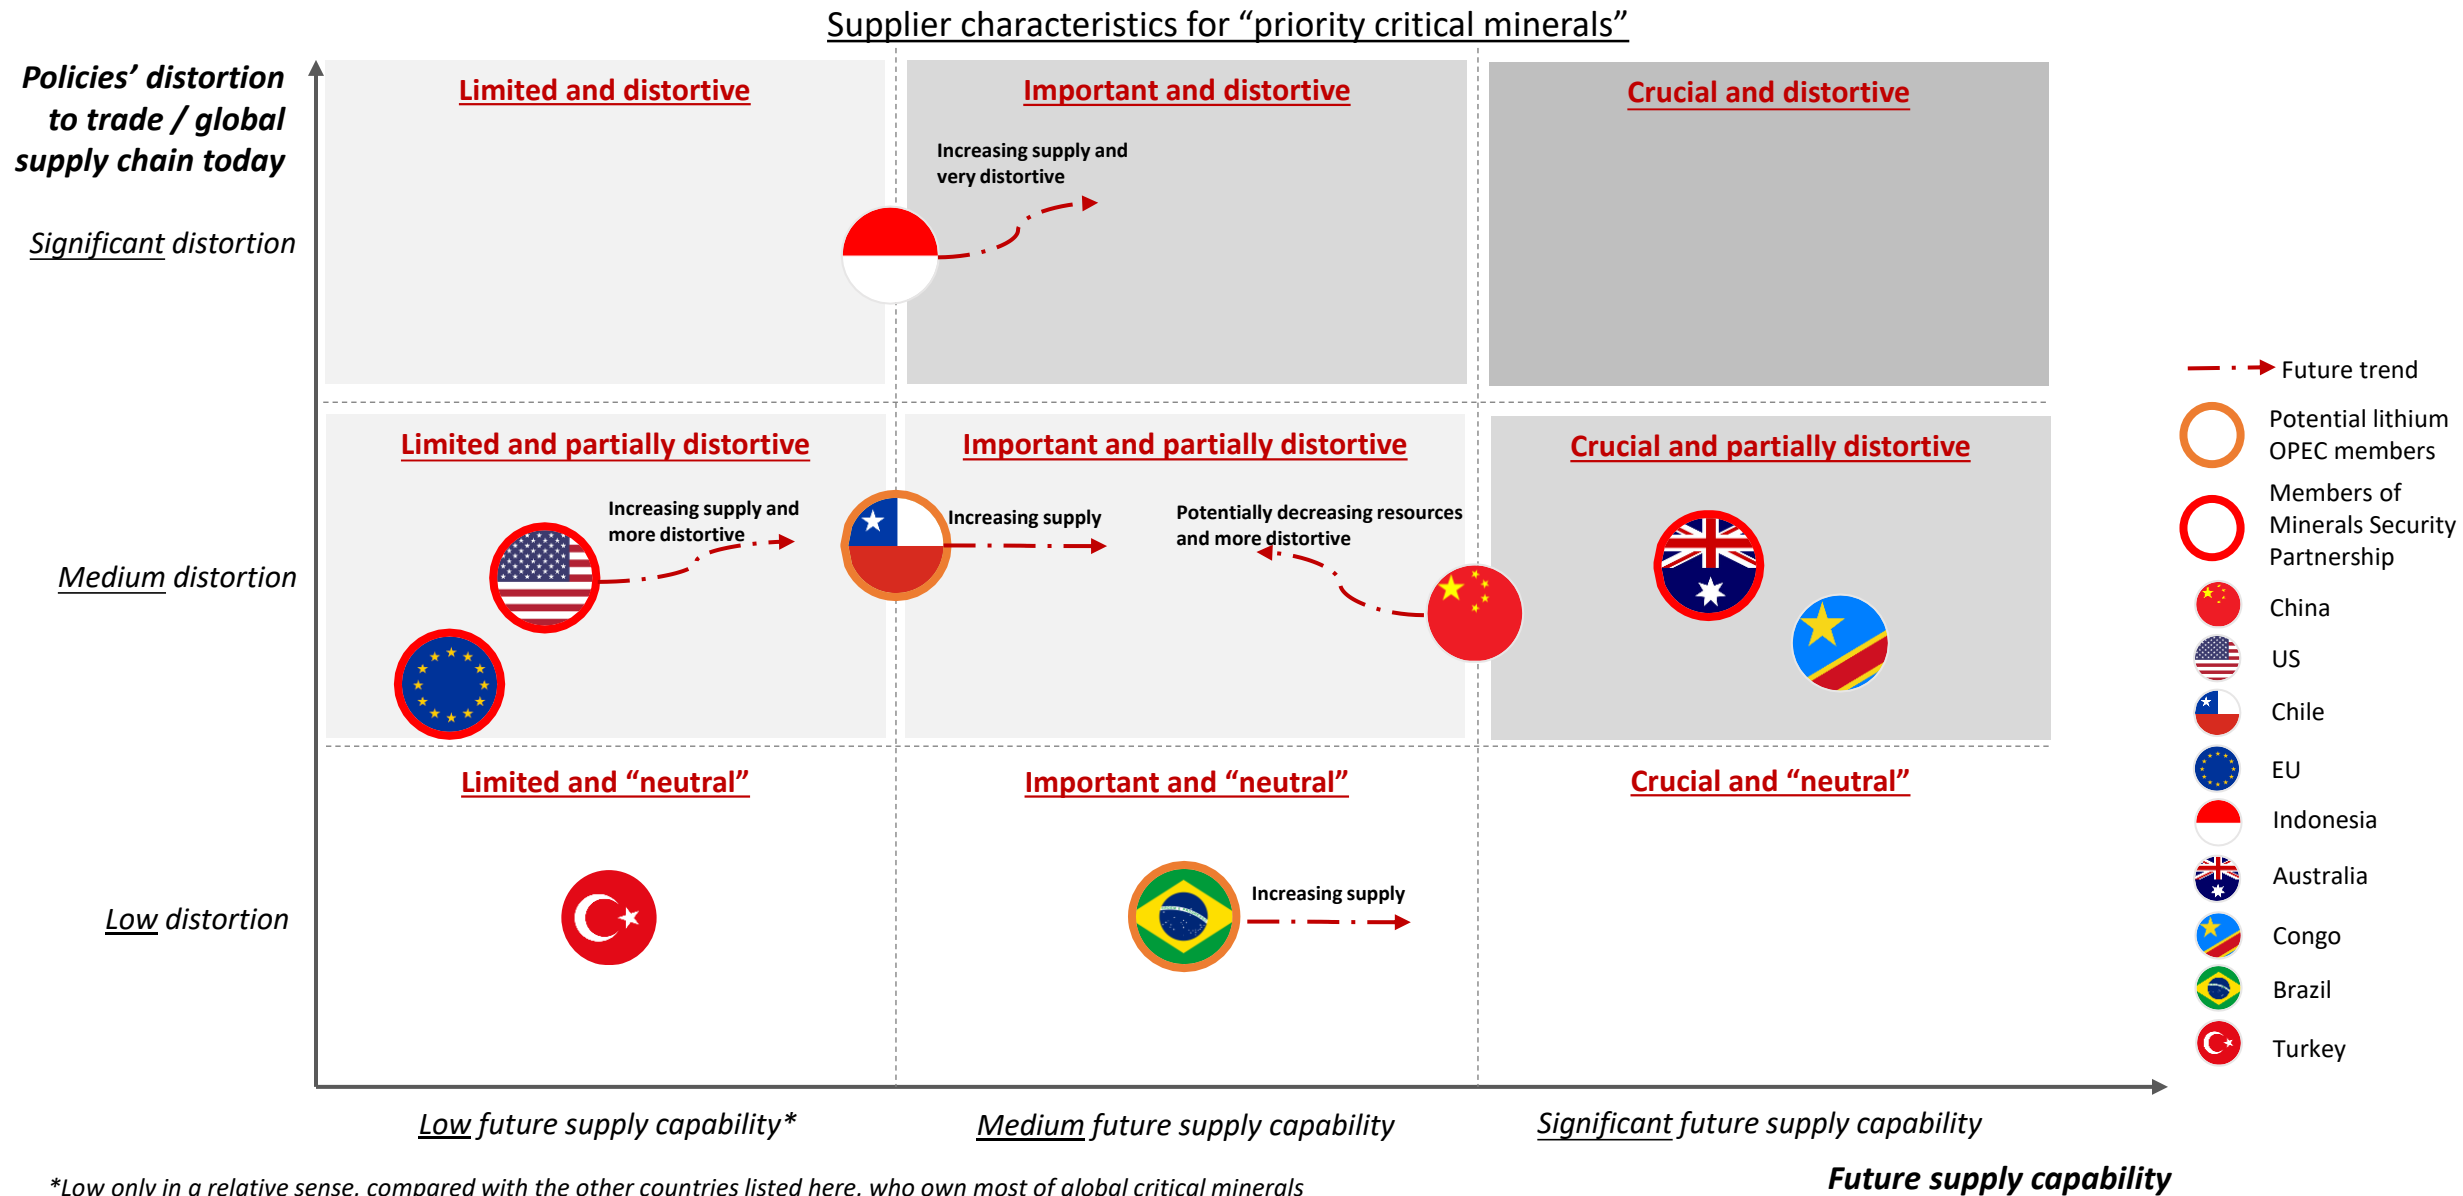 Supplier characteristics for “priority critical minerals”
Policies’ distortion
to trade / global
supply chain today
Limited and distortive
Important and distortive
Crucial and distortive
Increasing supply and
very distortive
Significant distortion
Future trend
Potential lithium
OPEC members
Members of
Minerals Security
Partnership
China
US
Chile
EU
Indonesia
Australia
Congo
Brazil
Turkey
Limited and partially distortive
Important and partially distortive
Crucial and partially distortive
Increasing supply and
more distortive
Increasing supply
Potentially decreasing resources
and more distortive
Medium distortion
Limited and “neutral”
Important and “neutral”
Crucial and “neutral”
Increasing supply
Low distortion
Low future supply capability*
Medium future supply capability
Significant future supply capability
Future supply capability
*Low only in a relative sense, compared with the other countries listed here, who own most of global critical minerals